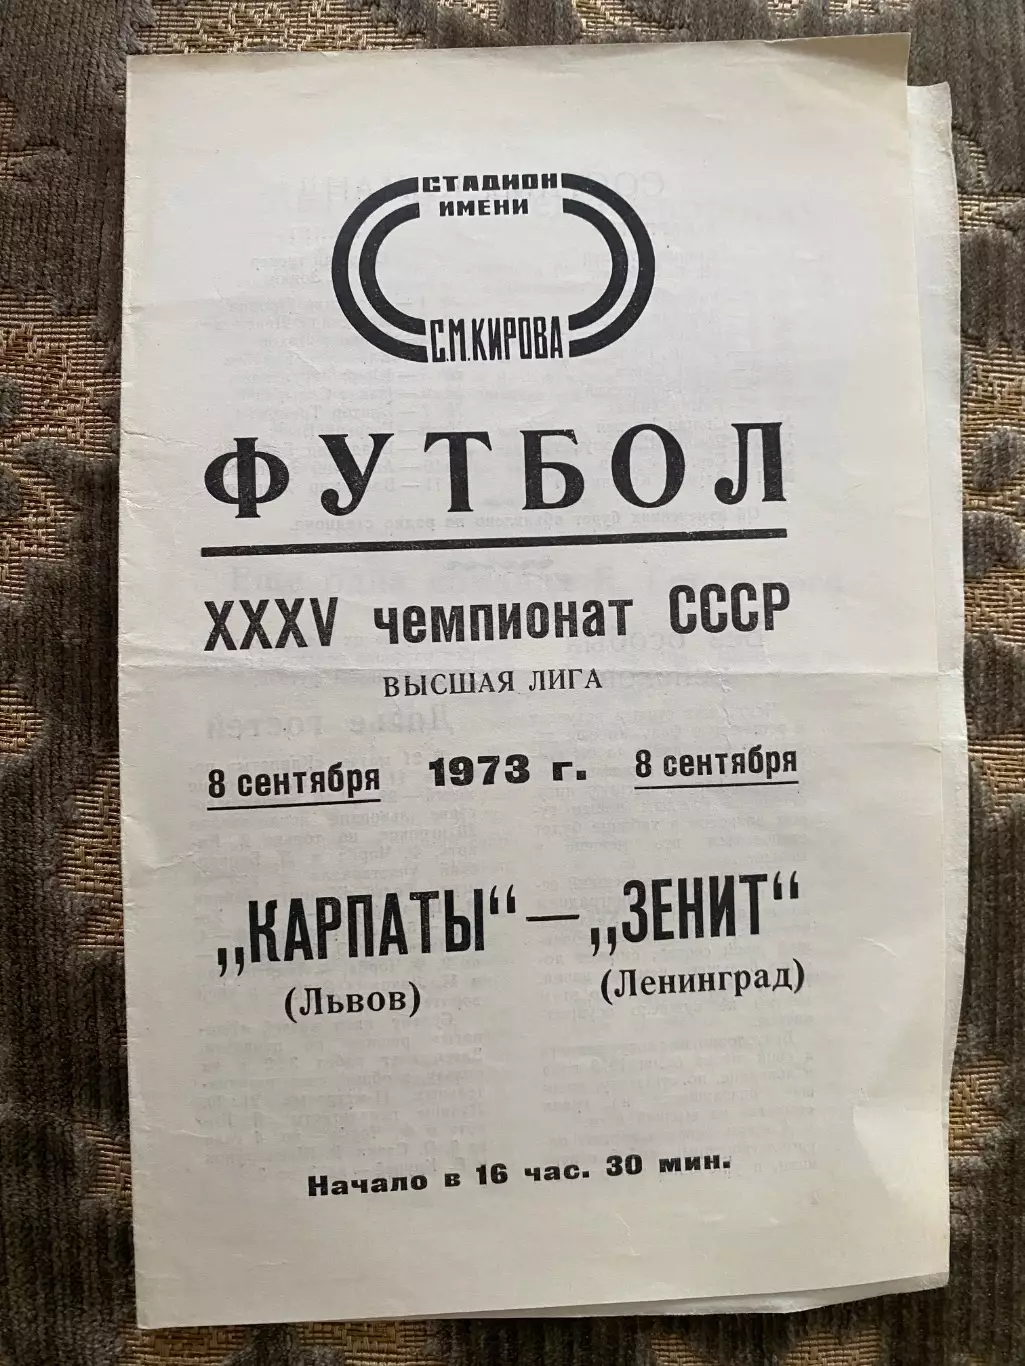 СТАДИОН
ИМЕНИ
С.М.КИРОВА
ФУТБОЛ
XXXV чемпионат СССР
ВЫСШАЯ ЛИГА
8 сентября 1973 г. 8 сентября
„КАРПАТЫ“ — „ЗЕНИТ“
(Львов) (Ленинград)
Начало в 16 час. 30 мин.